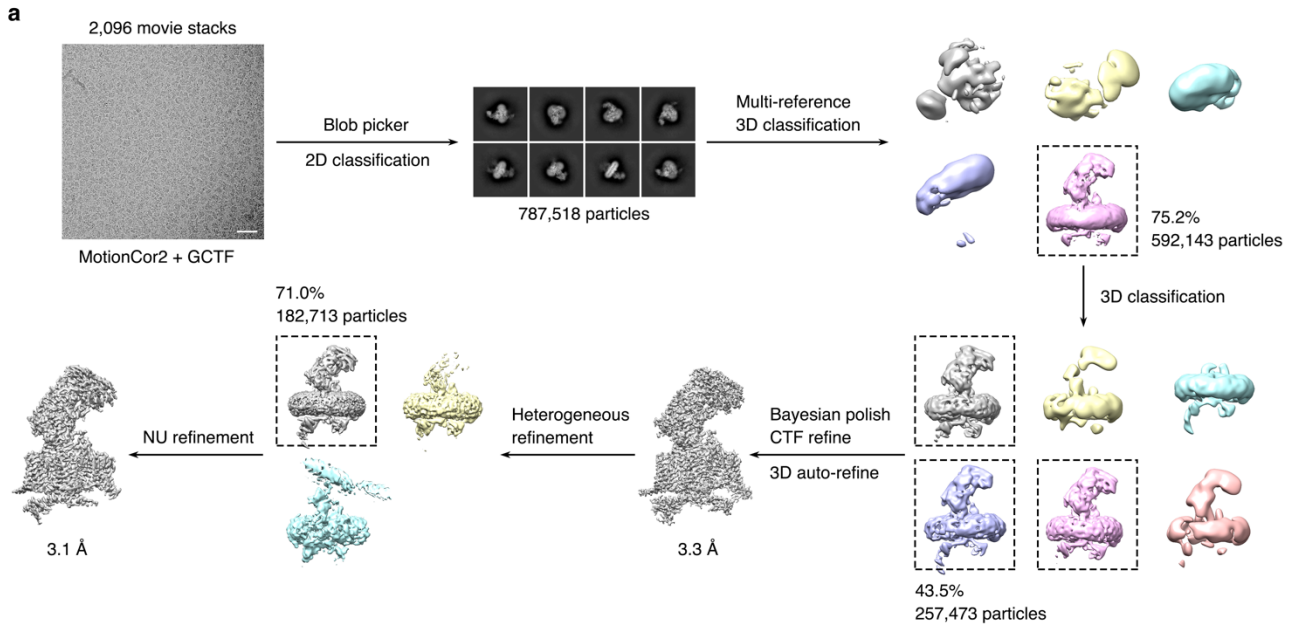 a
2,096 movie stacks
MotionCor2 + GCTF
Blob picker
2D classification
787,518 particles
Multi-reference
3D classification
75.2%
592,143 particles
3D classification
43.5%
257,473 particles
Bayesian polish
CTF refine
3D auto-refine
3.3 Å
Heterogeneous
refinement
71.0%
182,713 particles
NU refinement
3.1 Å